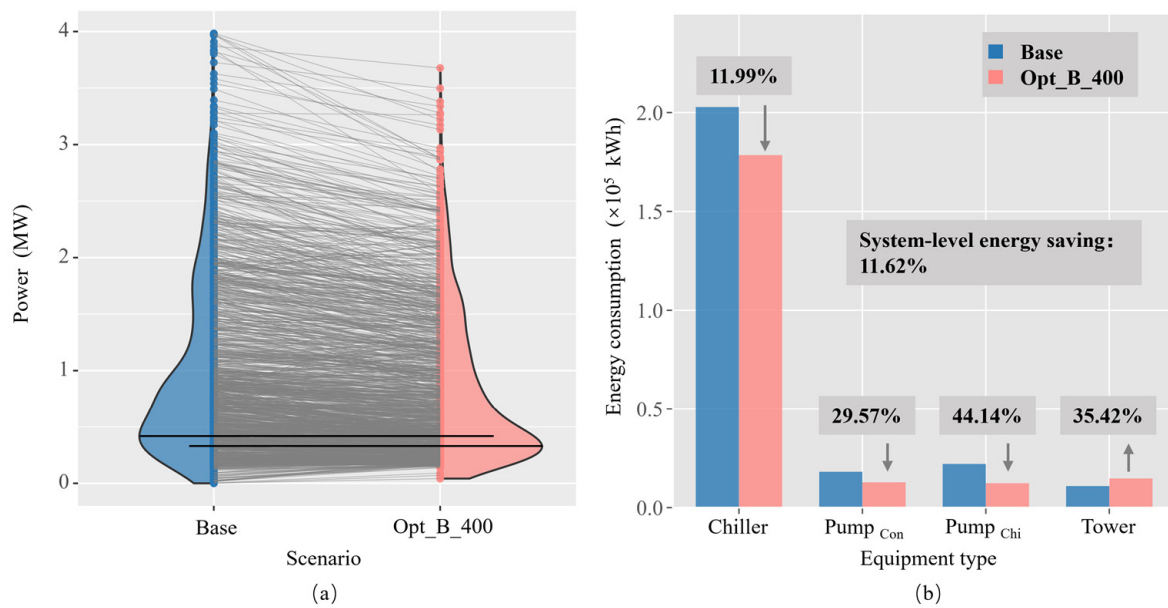 4
3
2
1
0
Power (MW)
Base
Opt_B_400
Scenario
(a)
2.0
1.5
1.0
0.5
0.0
Energy consumption (×10⁵ kWh)
11.99%
Base
Opt_B_400
System-level energy saving:
11.62%
29.57%
44.14%
35.42%
Chiller
Pump Con
Pump Chi
Tower
Equipment type
(b)